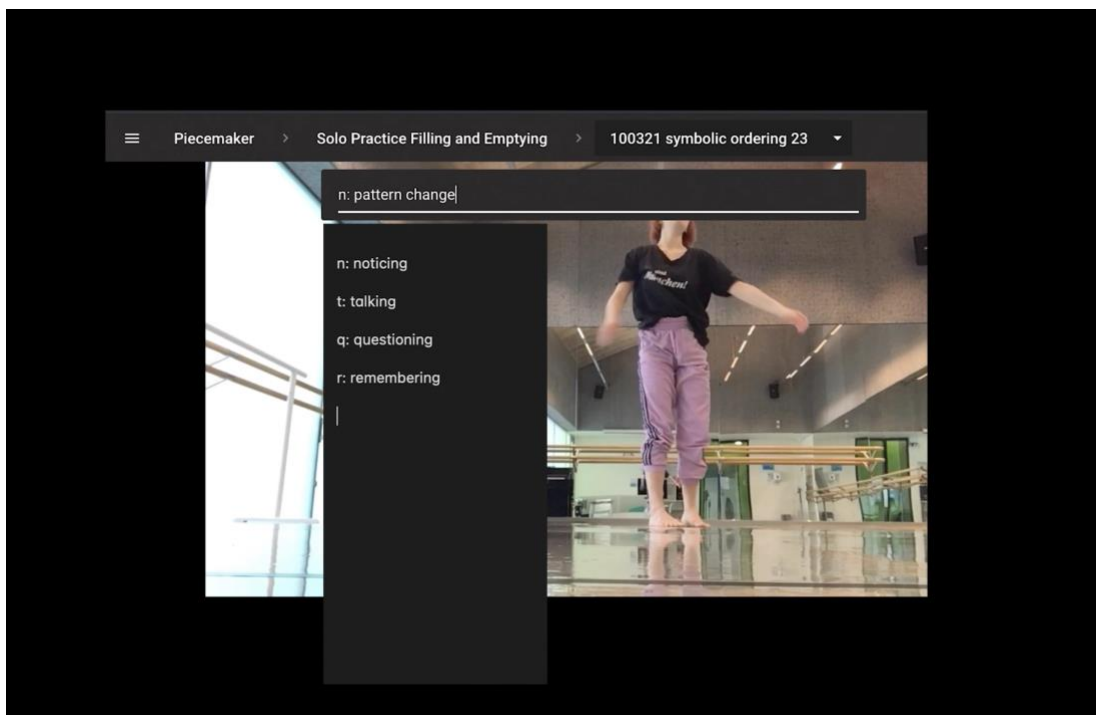 Piecemaker > Solo Practice Filling and Emptying > 100321 symbolic ordering 23
n: pattern change
n: noticing
t: talking
q: questioning
r: remembering